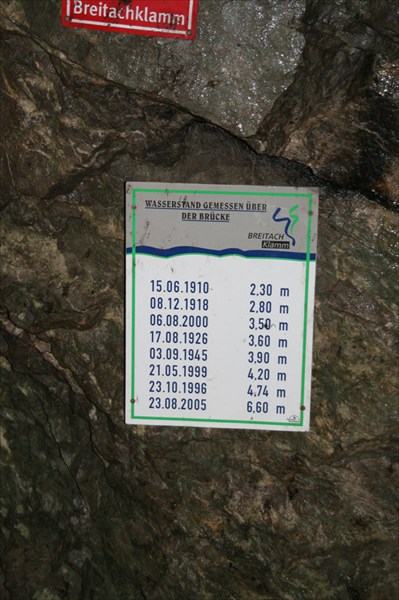 Breitachklamm
WASSERSTAND GEMESSEN ÜBER
DER BRÜCKE
BREITACH
Klamm
15.06.1910 2,30 m
08.12.1918 2,80 m
06.08.2000 3,50 m
17.08.1926 3,60 m
03.09.1945 3,90 m
21.05.1999 4,20 m
23.10.1996 4,74 m
23.08.2005 6,60 m